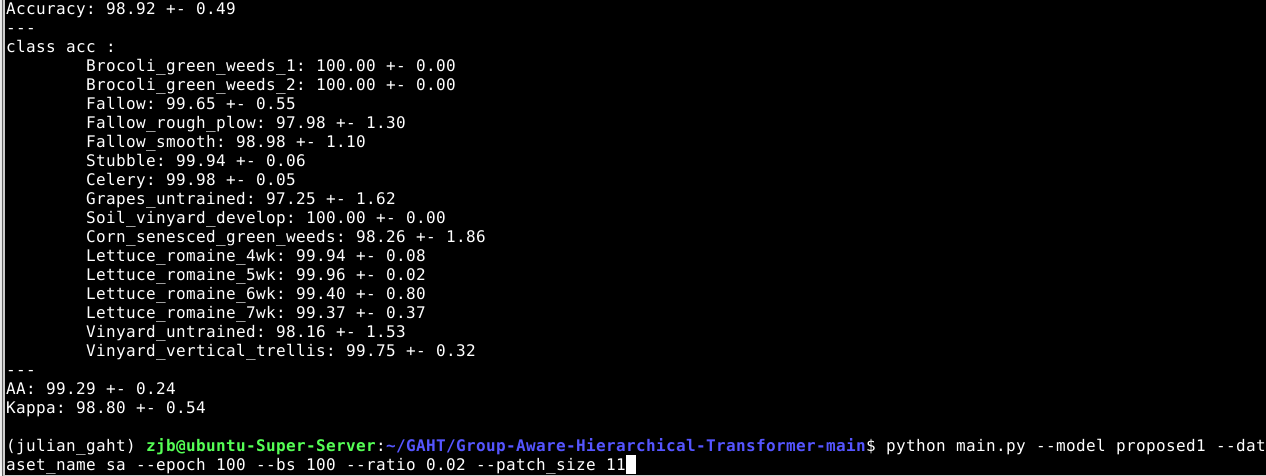 Accuracy: 98.92 +- 0.49
---
class acc :
        Brocoli_green_weeds_1: 100.00 +- 0.00
        Brocoli_green_weeds_2: 100.00 +- 0.00
        Fallow: 99.65 +- 0.55
        Fallow_rough_plow: 97.98 +- 1.30
        Fallow_smooth: 98.98 +- 1.10
        Stubble: 99.94 +- 0.06
        Celery: 99.98 +- 0.05
        Grapes_untrained: 97.25 +- 1.62
        Soil_vinyard_develop: 100.00 +- 0.00
        Corn_senesced_green_weeds: 98.26 +- 1.86
        Lettuce_romaine_4wk: 99.94 +- 0.08
        Lettuce_romaine_5wk: 99.96 +- 0.02
        Lettuce_romaine_6wk: 99.40 +- 0.80
        Lettuce_romaine_7wk: 99.37 +- 0.37
        Vinyard_untrained: 98.16 +- 1.53
        Vinyard_vertical_trellis: 99.75 +- 0.32
---
AA: 99.29 +- 0.24
Kappa: 98.80 +- 0.54

(julian_gaht) zjb@ubuntu-Super-Server:~/GAHT/Group-Aware-Hierarchical-Transformer-main$ python main.py --model proposed1 --dat
aset_name sa --epoch 100 --bs 100 --ratio 0.02 --patch_size 11